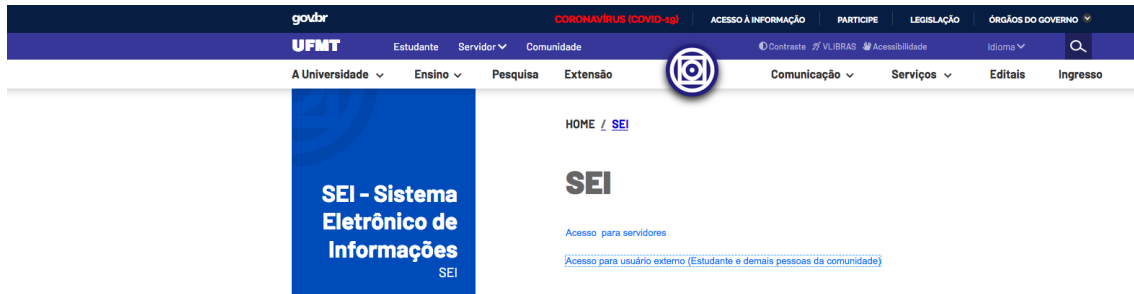 govbr CORONAVÍRUS (COVID-19) ACESSO À INFORMAÇÃO PARTICIPE LEGISLAÇÃO ÓRGÃOS DO GOVERNO
UFMT Estudante Servidor Comunidade Contraste VLIBRAS Acessibilidade Idioma
A Universidade Ensino Pesquisa Extensão Comunicação Serviços Editais Ingresso
HOME / SEI
SEI
SEI - Sistema
Eletrônico de
Informações
SEI
Acesso para servidores
Acesso para usuário externo (Estudante e demais pessoas da comunidade)